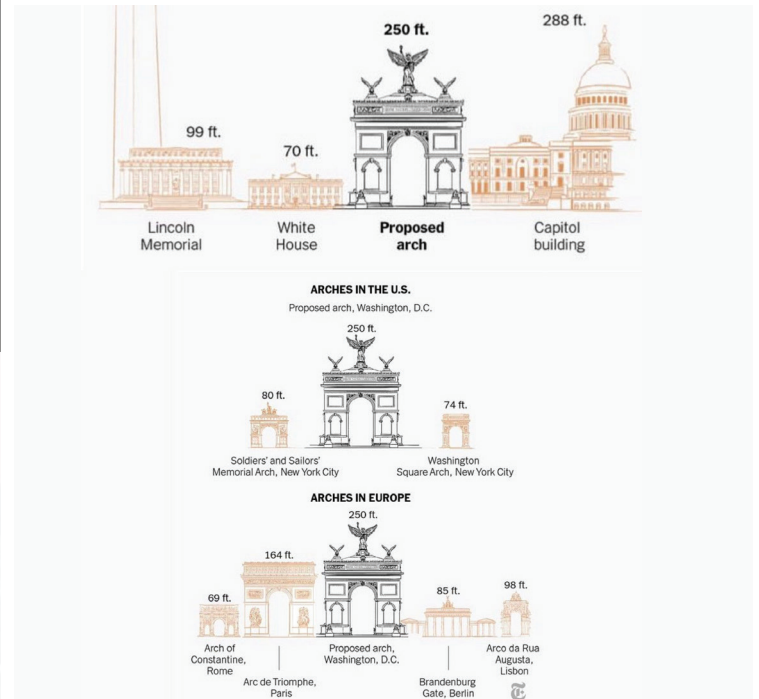 288 ft.
250 ft.
99 ft.
70 ft.
Lincoln
Memorial
White
House
Proposed
arch
Capitol
building
ARCHES IN THE U.S.
Proposed arch, Washington, D.C.
250 ft.
80 ft.
74 ft.
Soldiers' and Sailors'
Memorial Arch, New York City
Washington
Square Arch, New York City
ARCHES IN EUROPE
250 ft.
164 ft.
98 ft.
85 ft.
69 ft.
Arch of
Constantine,
Rome
Arc de Triomphe,
Paris
Proposed arch,
Washington, D.C.
Brandenburg
Gate, Berlin
Arco da Rua
Augusta,
Lisbon
T